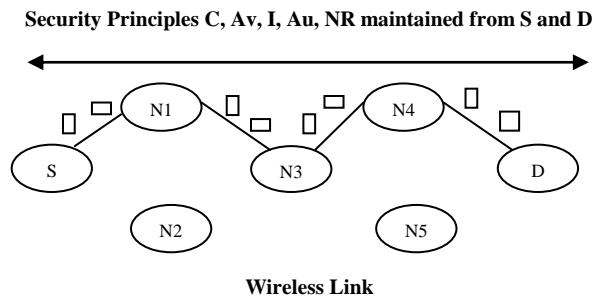 Security Principles C, Av, I, Au, NR maintained from S and D
N1
N4
S
N3
D
N2
N5
Wireless Link